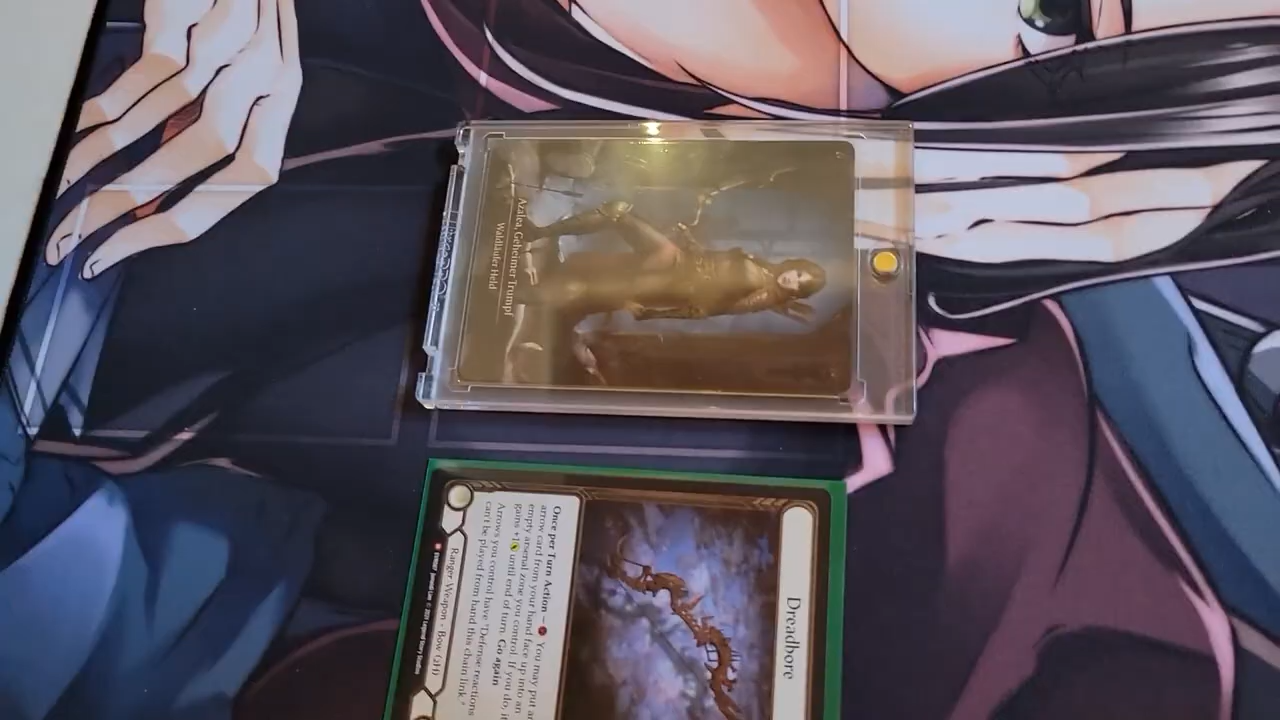 Azalea, Geheimer Trumpf
Waldläufer Held
Dreadbore
Once per Turn Action – You may put an
arrow card from your hand face up into an
empty arsenal zone you control. If you do, it
gains +1 until end of turn. Go again
Arrows you control have "Defense reactions
can't be played from hand this chain link."
Ranger Weapon - Bow (2H)